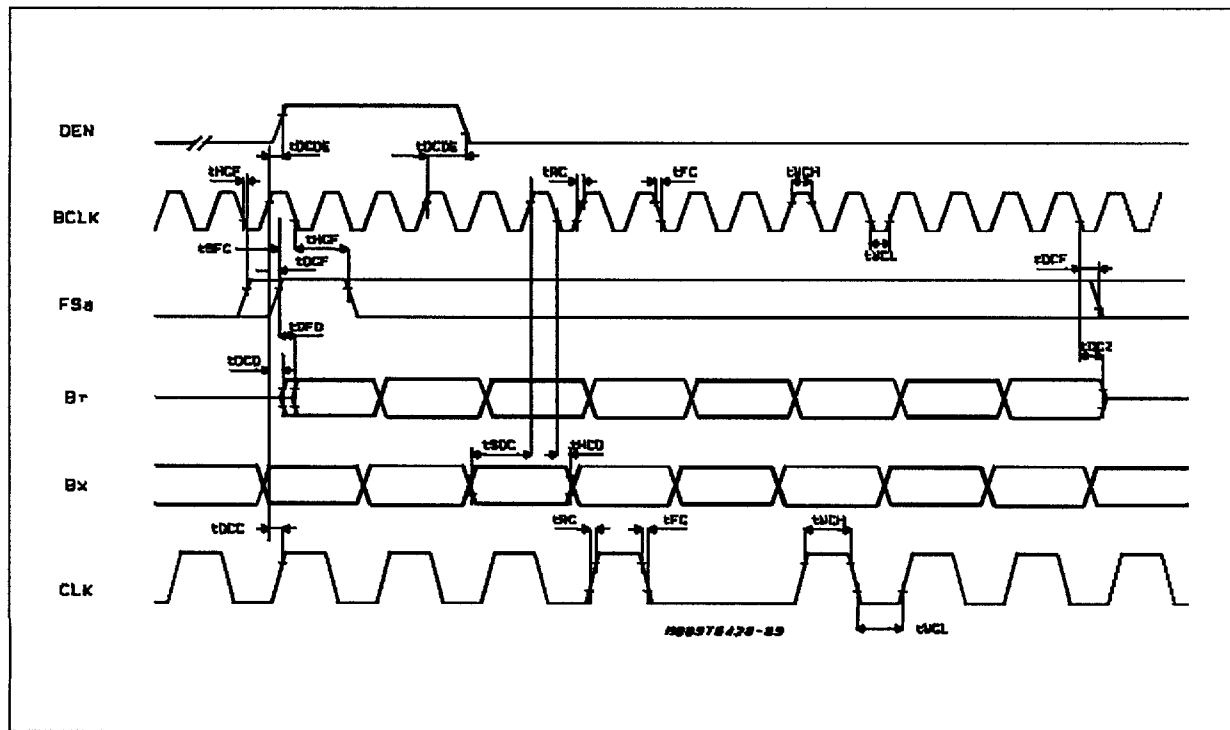 DEN
tDCDE tDCDE
tHCF tRC tFC tWCH
BCLK
tSFC tHCF
tWCL
tDCF tDCF
FSa
tDFD
tDCD tDCZ
Br
tSDC tHCD
Bx
tDCC tRC tFC tWCH
CLK
tWCL